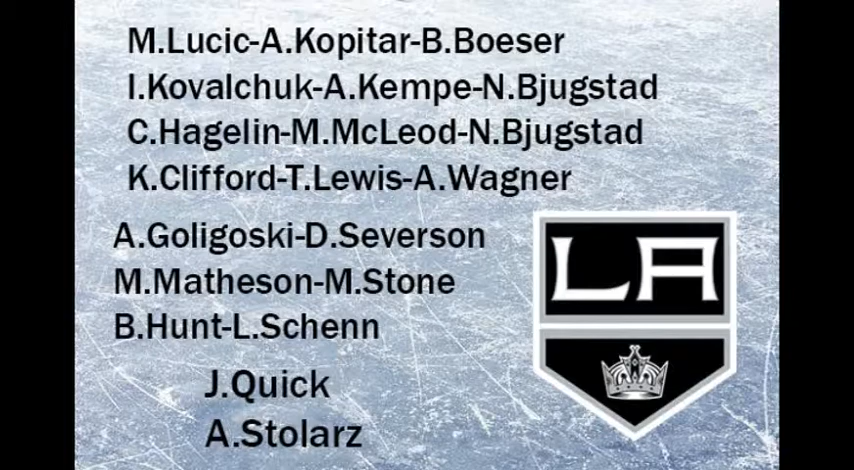 M.Lucic-A.Kopitar-B.Boeser
I.Kovalchuk-A.Kempe-N.Bjugstad
C.Hagelin-M.McLeod-N.Bjugstad
K.Clifford-T.Lewis-A.Wagner
A.Goligoski-D.Severson
M.Matheson-M.Stone
B.Hunt-L.Schenn
J.Quick
A.Stolarz
LA